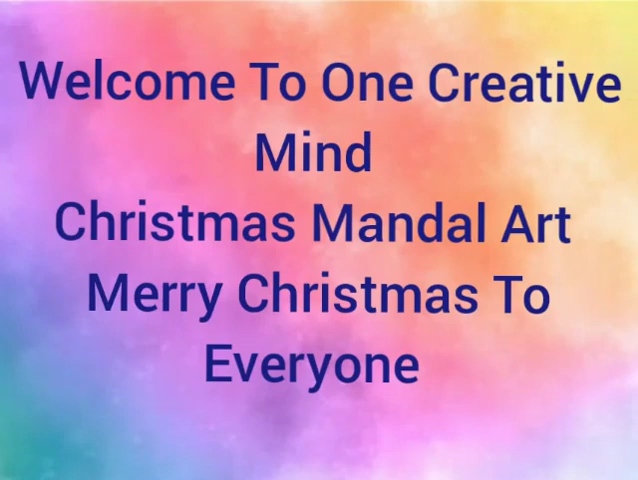 Welcome To One Creative
Mind
Christmas Mandal Art
Merry Christmas To
Everyone